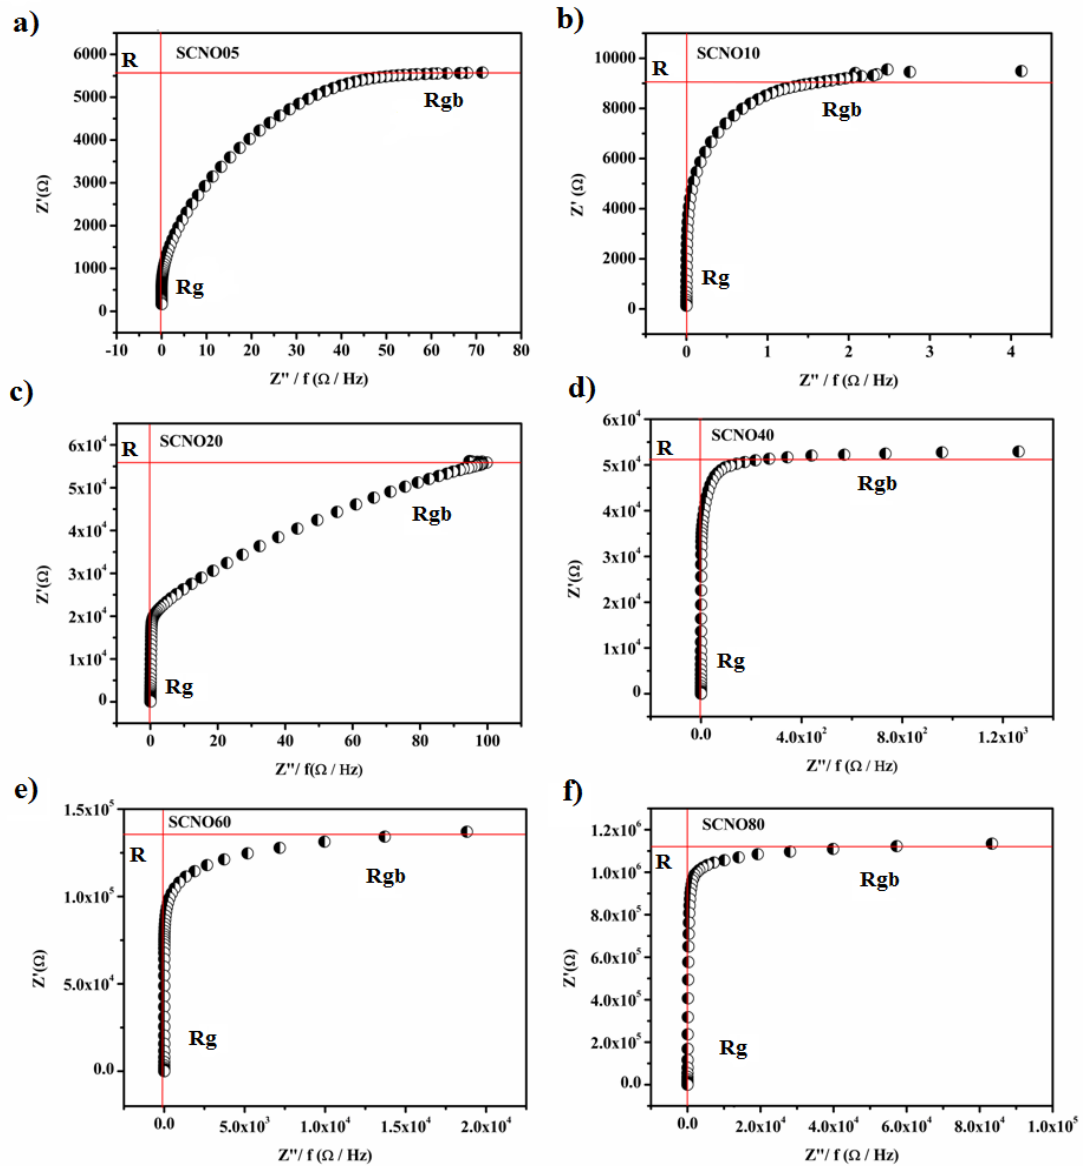 a)
SCNO05
R
Rgb
Rg
6000
5000
4000
3000
2000
1000
0
Z'(Ω)
-10 0 10 20 30 40 50 60 70 80
Z'' / f (Ω / Hz)
b)
SCNO10
R
Rgb
Rg
10000
8000
6000
4000
2000
0
Z' (Ω)
0 1 2 3 4
Z'' / f (Ω / Hz)
c)
SCNO20
R
Rgb
Rg
6x10⁴
5x10⁴
4x10⁴
3x10⁴
2x10⁴
1x10⁴
0
Z'(Ω)
0 20 40 60 80 100
Z''/ f(Ω / Hz)
d)
SCNO40
R
Rgb
Rg
6x10⁴
5x10⁴
4x10⁴
3x10⁴
2x10⁴
1x10⁴
0
Z'(Ω)
0.0 4.0x10² 8.0x10² 1.2x10³
Z''/ f (Ω / Hz)
e)
SCNO60
R
Rgb
Rg
1.5x10⁵
1.0x10⁵
5.0x10⁴
0.0
Z'(Ω)
0.0 5.0x10³ 1.0x10⁴ 1.5x10⁴ 2.0x10⁴
Z''/ f (Ω / Hz)
f)
SCNO80
R
Rgb
Rg
1.2x10⁶
1.0x10⁶
8.0x10⁵
6.0x10⁵
4.0x10⁵
2.0x10⁵
0.0
Z'(Ω)
0.0 2.0x10⁴ 4.0x10⁴ 6.0x10⁴ 8.0x10⁴ 1.0x10⁵
Z''/ f (Ω / Hz)